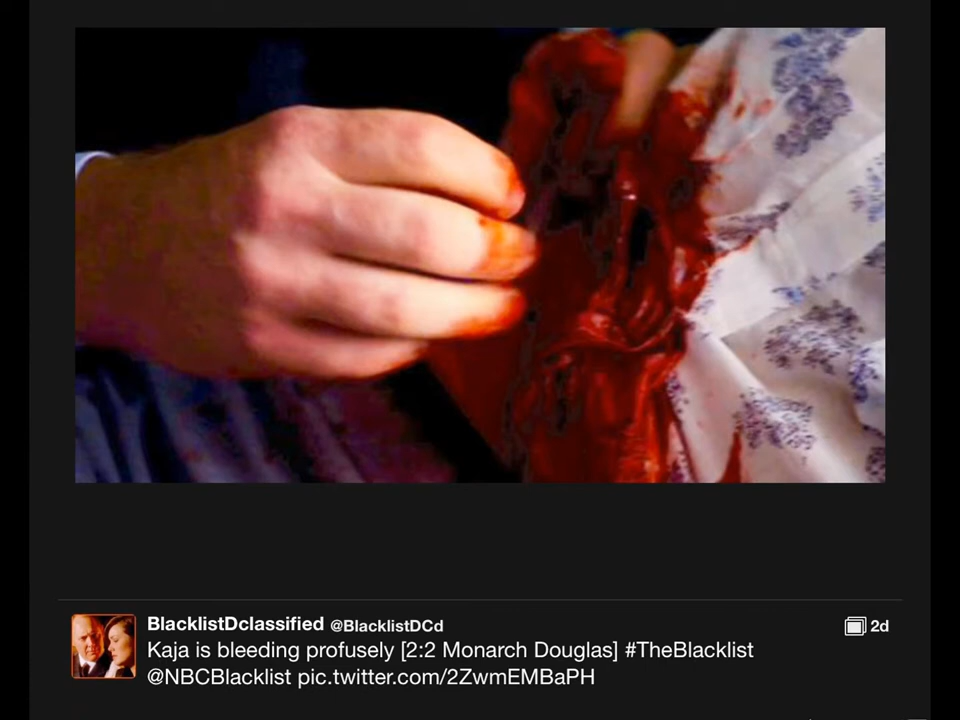 BlacklistDclassified @BlacklistDCd 2d
Kaja is bleeding profusely [2:2 Monarch Douglas] #TheBlacklist
@NBCBlacklist pic.twitter.com/2ZwmEMBaPH